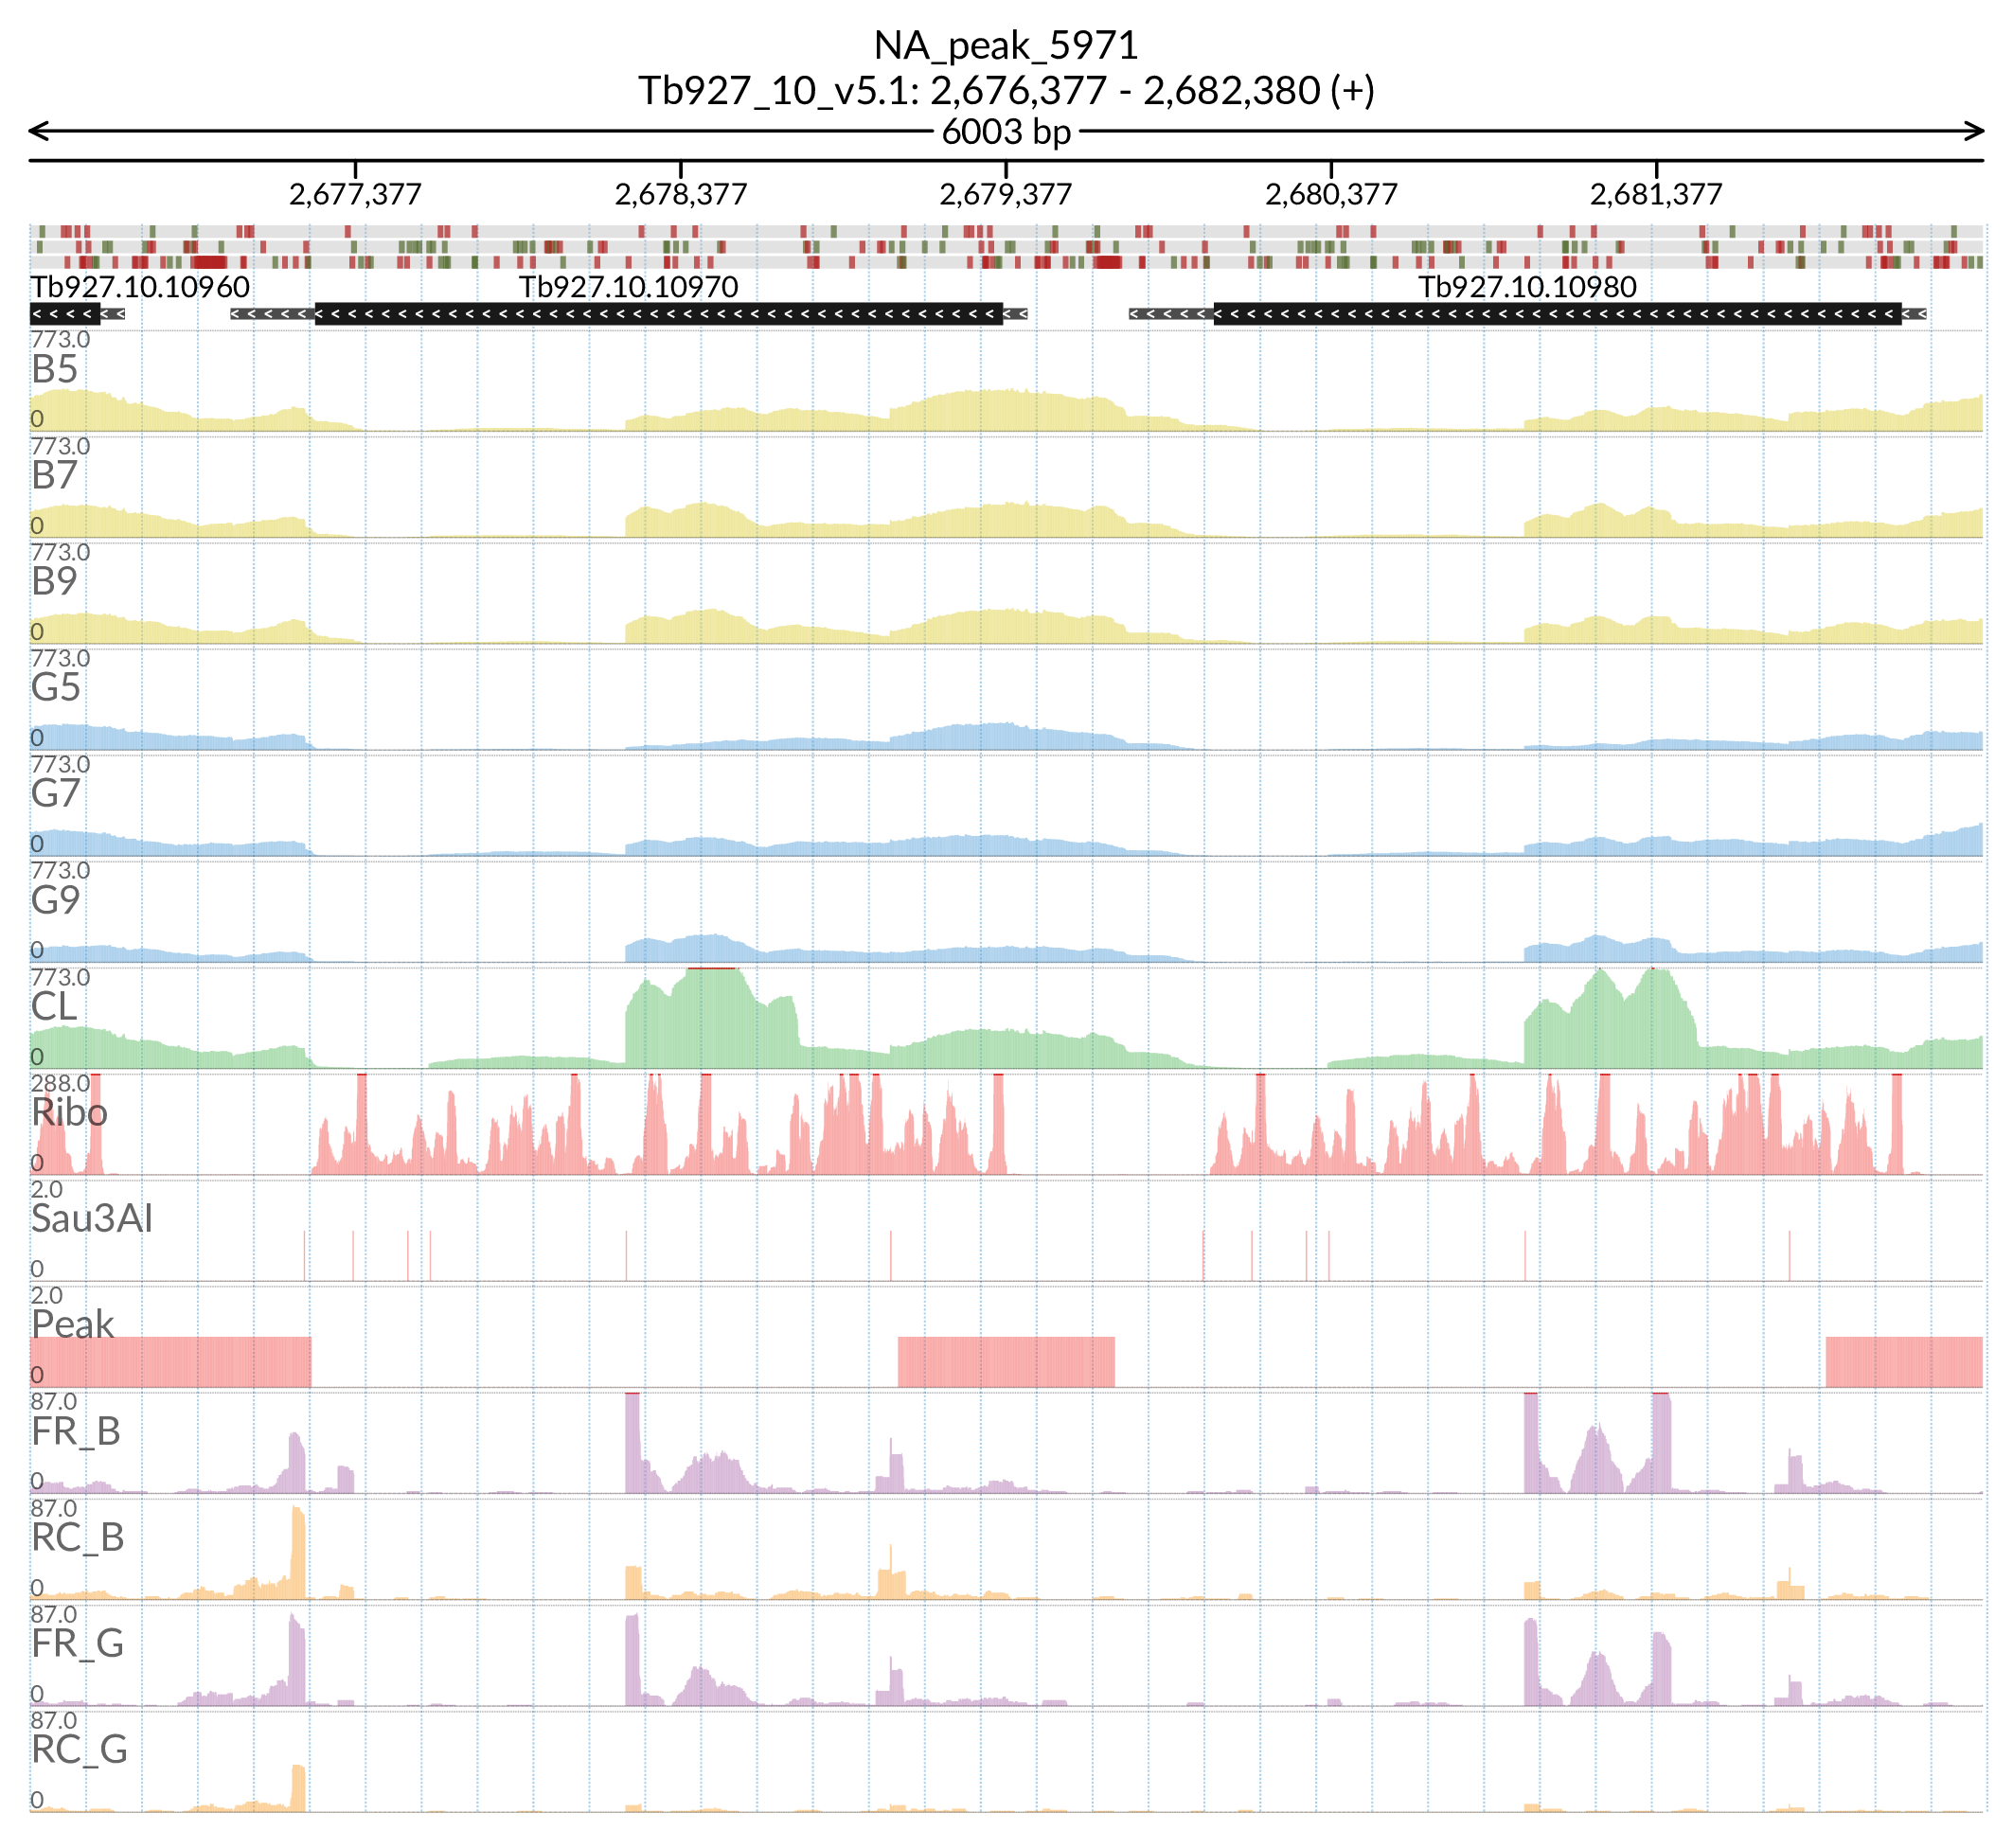 NA_peak_5971
Tb927_10_v5.1: 2,676,377 - 2,682,380 (+)
6003 bp
2,677,377 2,678,377 2,679,377 2,680,377 2,681,377
Tb927.10.10960 Tb927.10.10970 Tb927.10.10980
773.0
B5
0
773.0
B7
0
773.0
B9
0
773.0
G5
0
773.0
G7
0
773.0
G9
0
773.0
CL
0
288.0
Ribo
0
2.0
Sau3AI
0
2.0
Peak
0
87.0
FR_B
0
87.0
RC_B
0
87.0
FR_G
0
87.0
RC_G
0